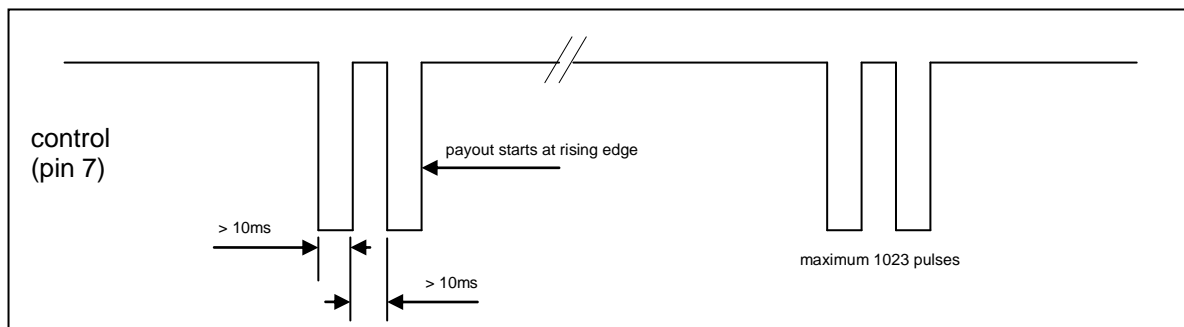 control
(pin 7)
payout starts at rising edge
> 10ms
> 10ms
maximum 1023 pulses